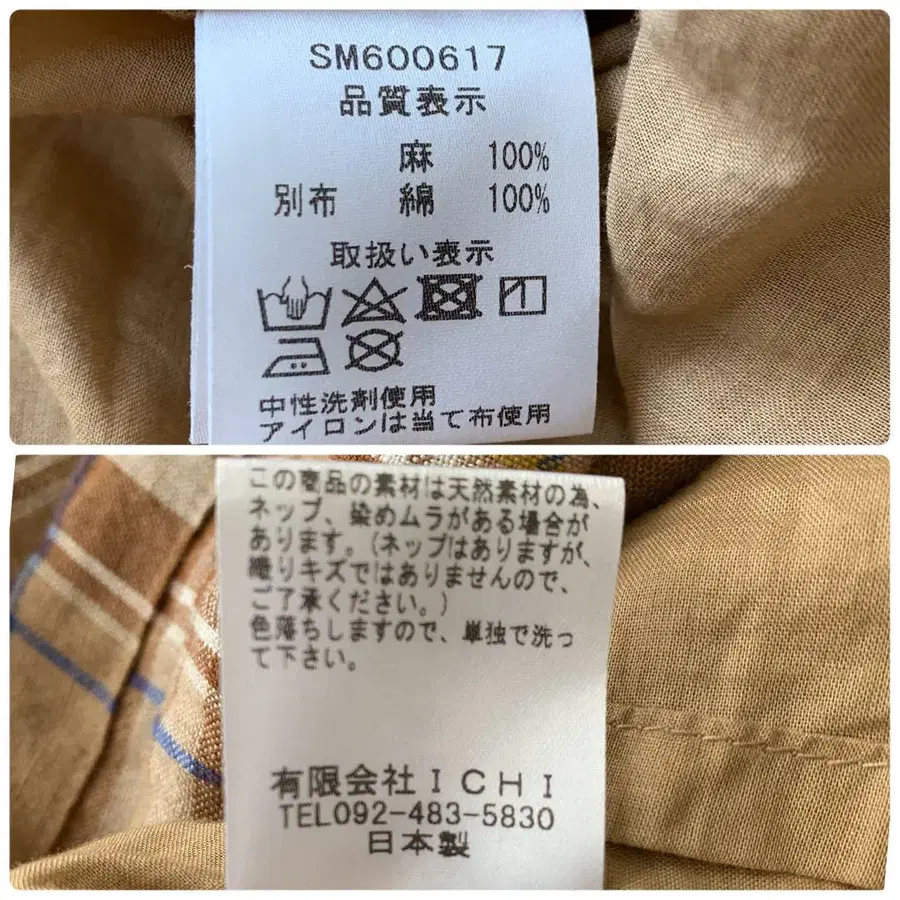 SM600617
品質表示
麻 100%
別布 綿 100%
取扱い表示
中性洗剤使用
アイロンは当て布使用
この商品の素材は天然素材の為、
ネップ、染めムラがある場合が
あります。(ネップはありますが、
織りキズではありませんので、
ご了承ください。)
色落ちしますので、単独で洗っ
て下さい。
有限会社ICHI
TEL092-483-5830
日本製